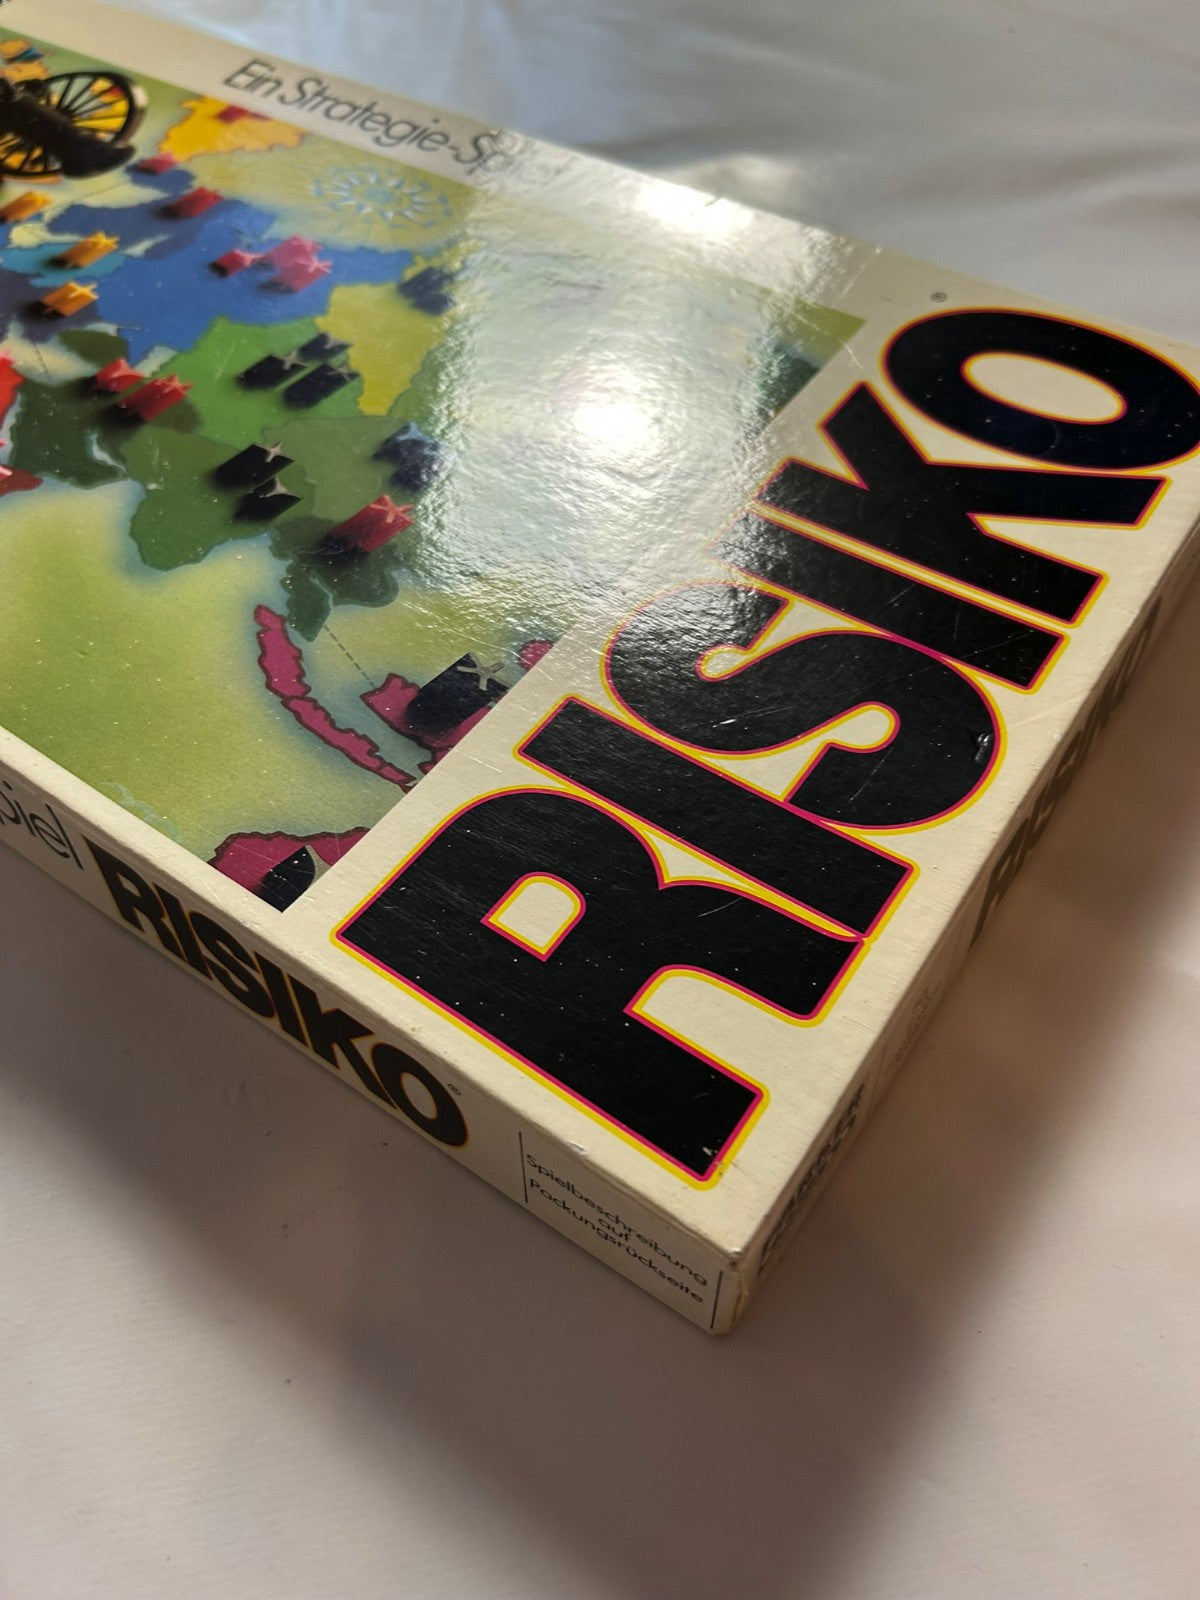 Ein Strategie-Spiel
RISIKO
®
RISIKO
®
Spielbeschreibung
auf
Packungsrückseite